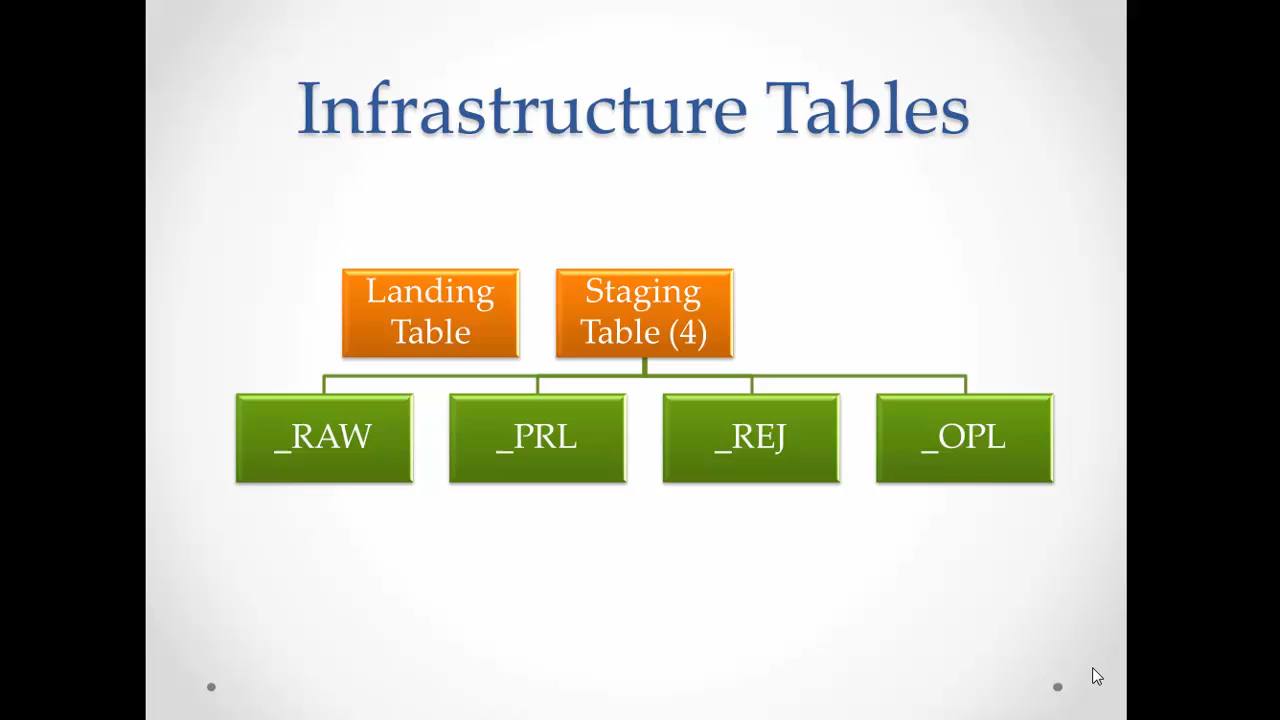 Infrastructure Tables
Landing
Table
Staging
Table (4)
_RAW
_PRL
_REJ
_OPL